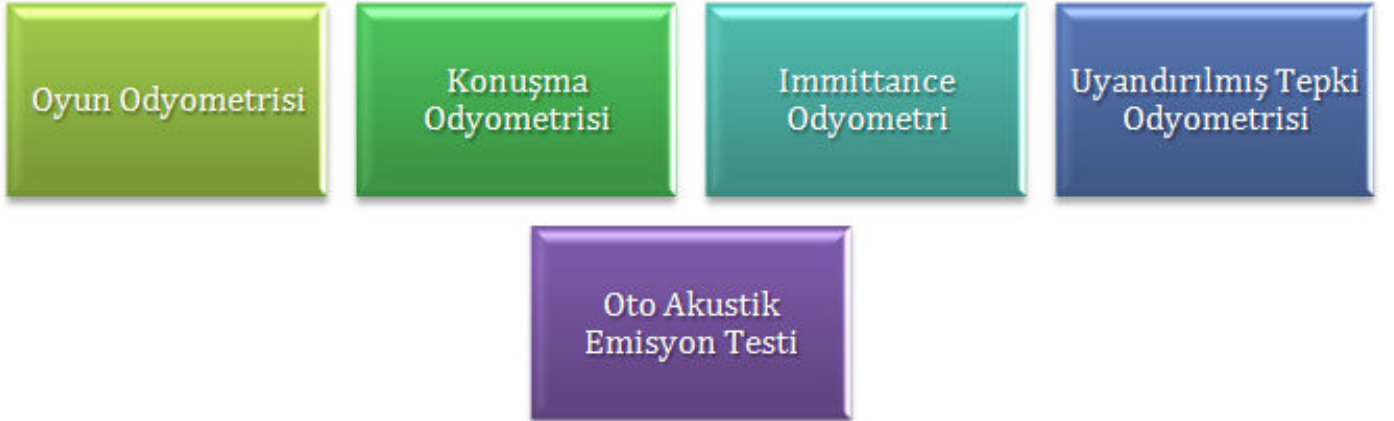 Oyun Odyometrisi
Konuşma
Odyometrisi
Immittance
Odyometri
Uyandırılmış Tepki
Odyometrisi
Oto Akustik
Emisyon Testi